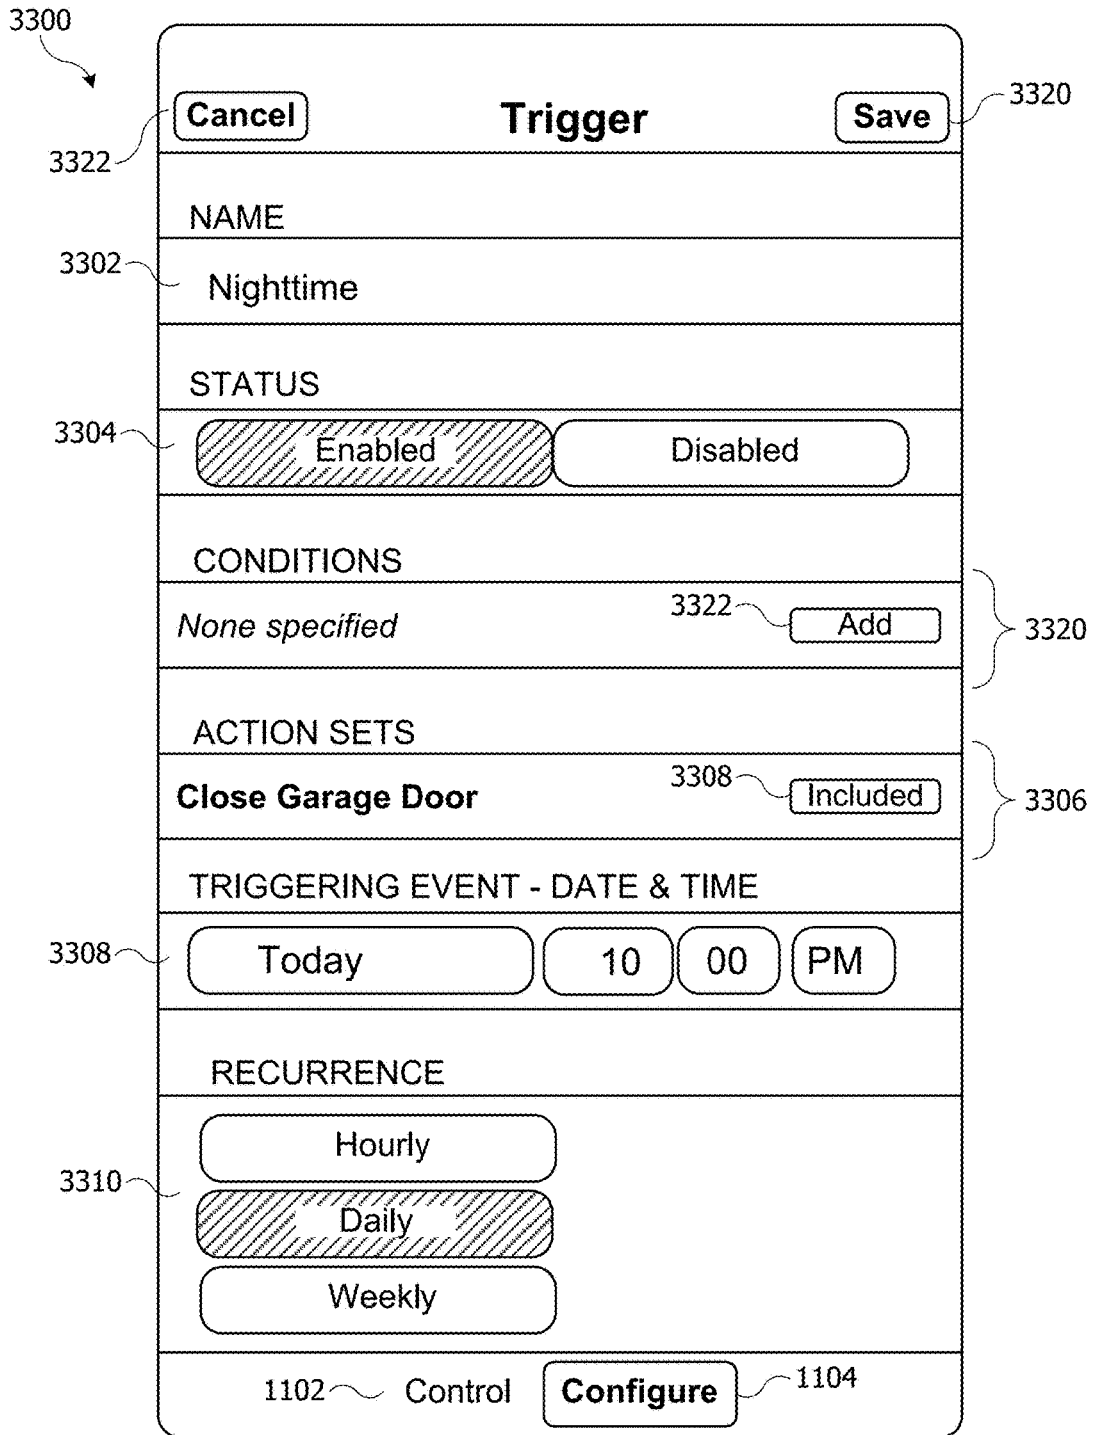 3300
Cancel Trigger Save 3320
3322
NAME
3302 Nighttime
STATUS
3304 Enabled Disabled
CONDITIONS
None specified 3322 Add 3320
ACTION SETS
Close Garage Door 3308 Included 3306
TRIGGERING EVENT - DATE & TIME
3308 Today 10 00 PM
RECURRENCE
Hourly
3310 Daily
Weekly
1102 Control Configure 1104